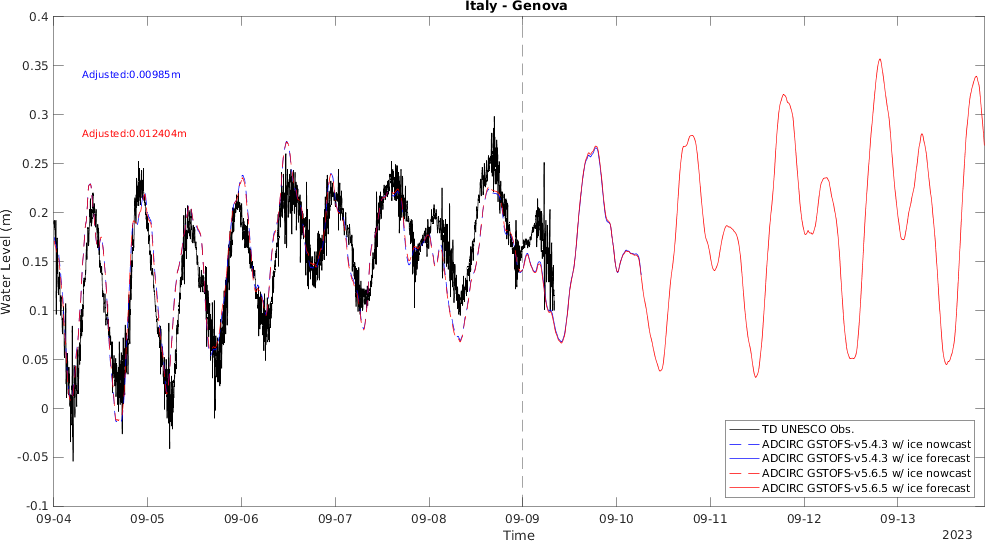 Italy - Genova
0.4
0.35
0.3
0.25
0.2
0.15
0.1
0.05
0
-0.05
-0.1
Water Level (m)
Adjusted:0.00985m
Adjusted:0.012404m
TD UNESCO Obs.
ADCIRC GSTOFS-v5.4.3 w/ ice nowcast
ADCIRC GSTOFS-v5.4.3 w/ ice forecast
ADCIRC GSTOFS-v5.6.5 w/ ice nowcast
ADCIRC GSTOFS-v5.6.5 w/ ice forecast
09-04 09-05 09-06 09-07 09-08 09-09 09-10 09-11 09-12 09-13
Time
2023